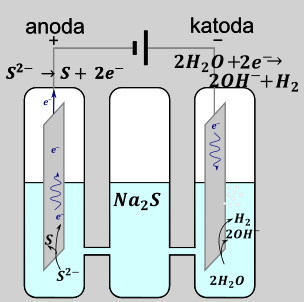 anoda
katoda
+
-
S²⁻ → S + 2e⁻
2H₂O +2e⁻→
2OH⁻+H₂
e⁻
e⁻
e⁻
e⁻
Na₂S
S
S²⁻
H₂
2OH⁻
2H₂O